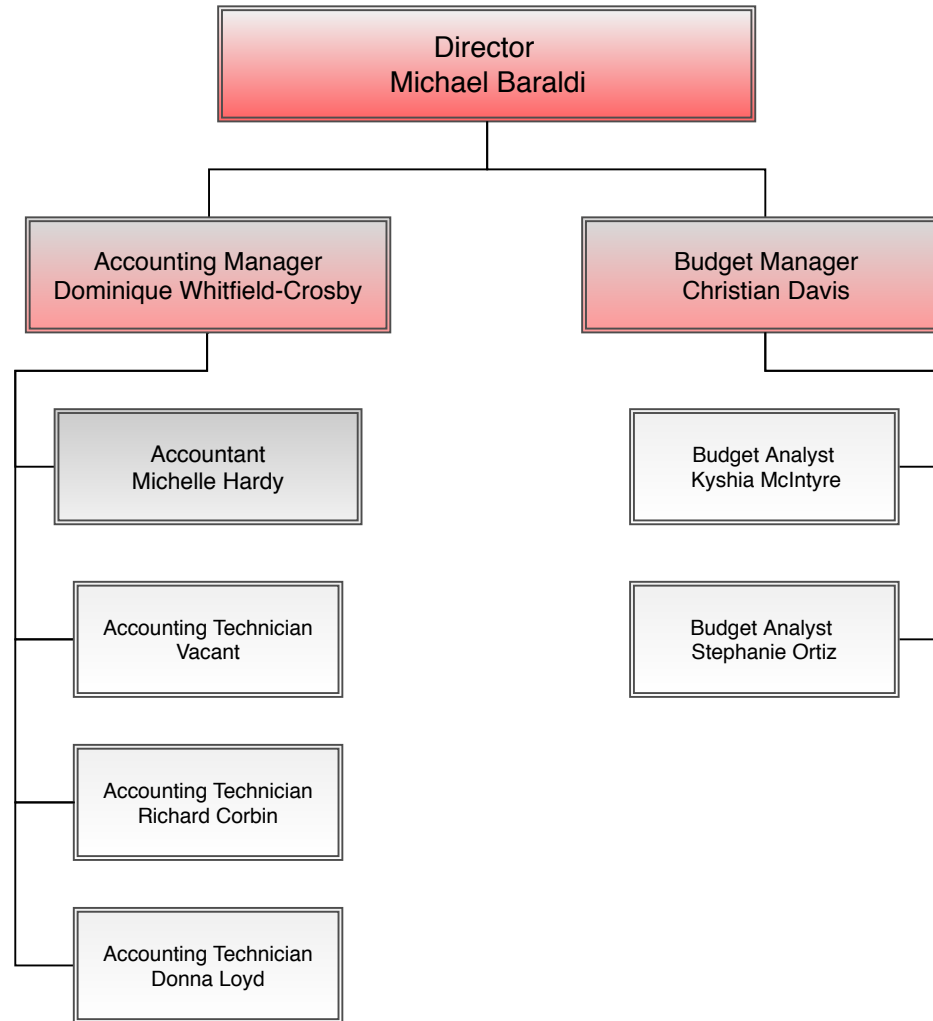 Director
Michael Baraldi
Accounting Manager
Dominique Whitfield-Crosby
Budget Manager
Christian Davis
Accountant
Michelle Hardy
Budget Analyst
Kyshia McIntyre
Accounting Technician
Vacant
Budget Analyst
Stephanie Ortiz
Accounting Technician
Richard Corbin
Accounting Technician
Donna Loyd